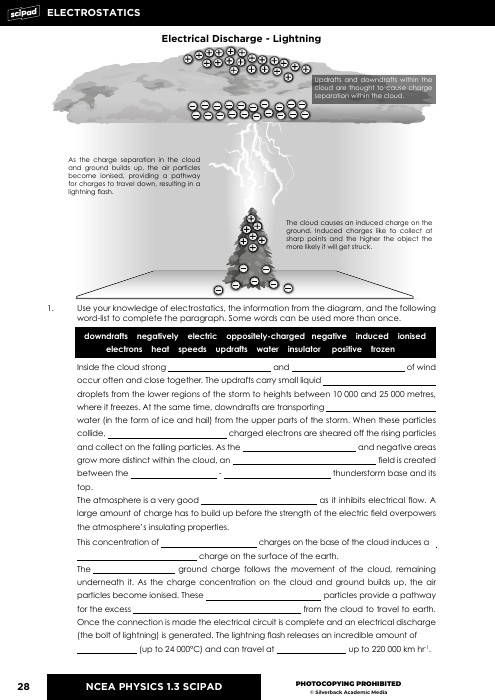 scipad ELECTROSTATICS
Electrical Discharge - Lightning
Updrafts and downdrafts within the
cloud are thought to cause charge
separation within the cloud.
As the charge separation in the cloud
and ground builds up, the air particles
become ionised, providing a pathway
for charges to travel down, resulting in a
lightning flash.
The cloud causes an induced charge on the
ground. Induced charges like to collect at
sharp points and the higher the object the
more likely it will get struck.
1. Use your knowledge of electrostatics, the information from the diagram, and the following
word-list to complete the paragraph. Some words can be used more than once.
downdrafts negatively electric oppositely-charged negative induced ionised
electrons heat speeds updrafts water insulator positive frozen
Inside the cloud strong ____ and ____ of wind
occur often and close together. The updrafts carry small liquid ____
droplets from the lower regions of the storm to heights between 10 000 and 25 000 metres,
where it freezes. At the same time, downdrafts are transporting ____
water (in the form of ice and hail) from the upper parts of the storm. When these particles
collide, ____ charged electrons are sheared off the rising particles
and collect on the falling particles. As the ____ and negative areas
grow more distinct within the cloud, an ____ field is created
between the ____ - ____ thunderstorm base and its
top.
The atmosphere is a very good ____ as it inhibits electrical flow. A
large amount of charge has to build up before the strength of the electric field overpowers
the atmosphere's insulating properties.
This concentration of ____ charges on the base of the cloud induces a .
____ charge on the surface of the earth.
The ____ ground charge follows the movement of the cloud, remaining
underneath it. As the charge concentration on the cloud and ground builds up, the air
particles become ionised. These ____ particles provide a pathway
for the excess ____ from the cloud to travel to earth.
Once the connection is made the electrical circuit is complete and an electrical discharge
(the bolt of lightning) is generated. The lightning flash releases an incredible amount of
____ (up to 24 000°C) and can travel at ____ up to 220 000 km hr⁻¹.
28 NCEA PHYSICS 1.3 SCIPAD PHOTOCOPYING PROHIBITED
© Silverback Academic Media